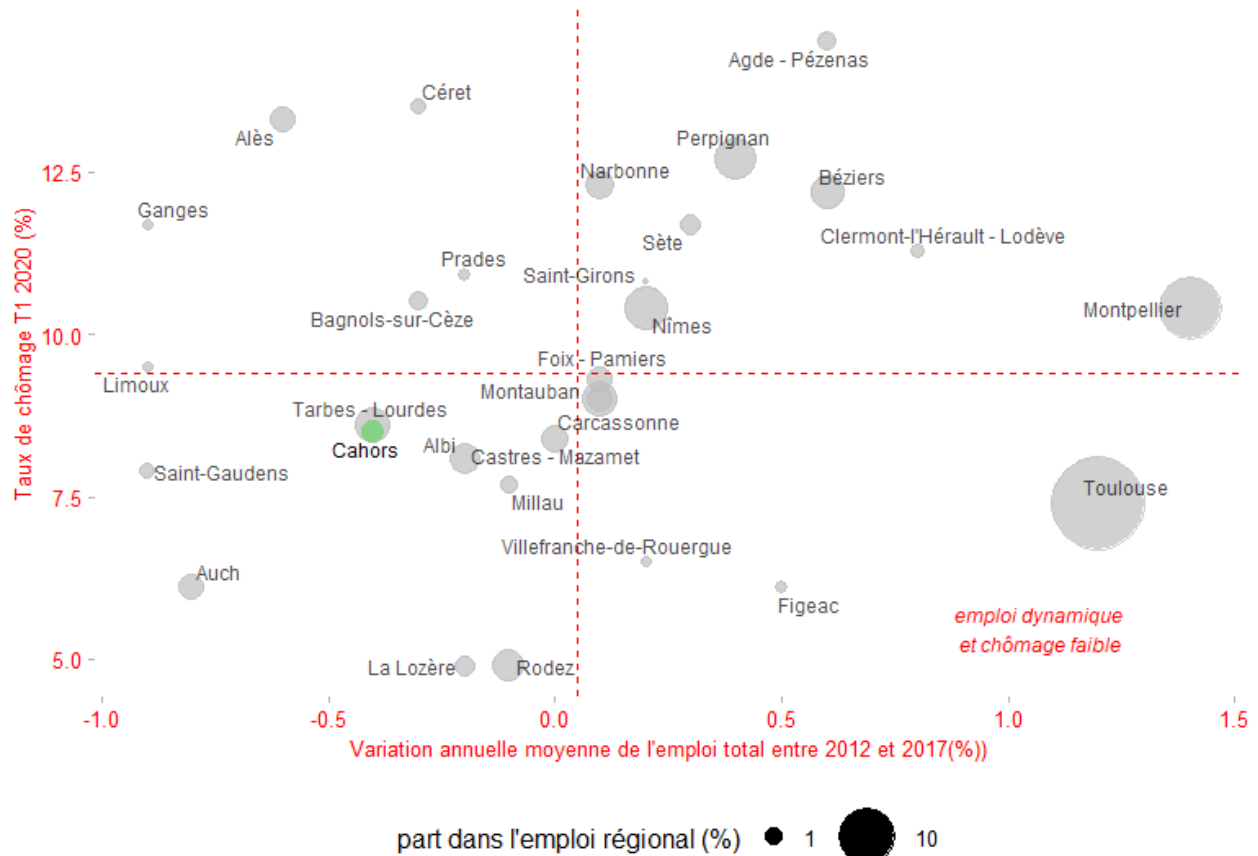 Agde - Pézenas
Céret
Alès
Perpignan
Narbonne
Béziers
Ganges
Clermont-l'Hérault - Lodève
Sète
Prades
Saint-Girons
Bagnols-sur-Cèze
Nîmes
Montpellier
Foix - Pamiers
Limoux
Montauban
Tarbes - Lourdes
Carcassonne
Cahors
Albi
Castres - Mazamet
Saint-Gaudens
Millau
Toulouse
Villefranche-de-Rouergue
Auch
Figeac
emploi dynamique
et chômage faible
La Lozère
Rodez
Taux de chômage T1 2020 (%)
12.5
10.0
7.5
5.0
-1.0
-0.5
0.0
0.5
1.0
1.5
Variation annuelle moyenne de l'emploi total entre 2012 et 2017(%))
part dans l'emploi régional (%) 1 10